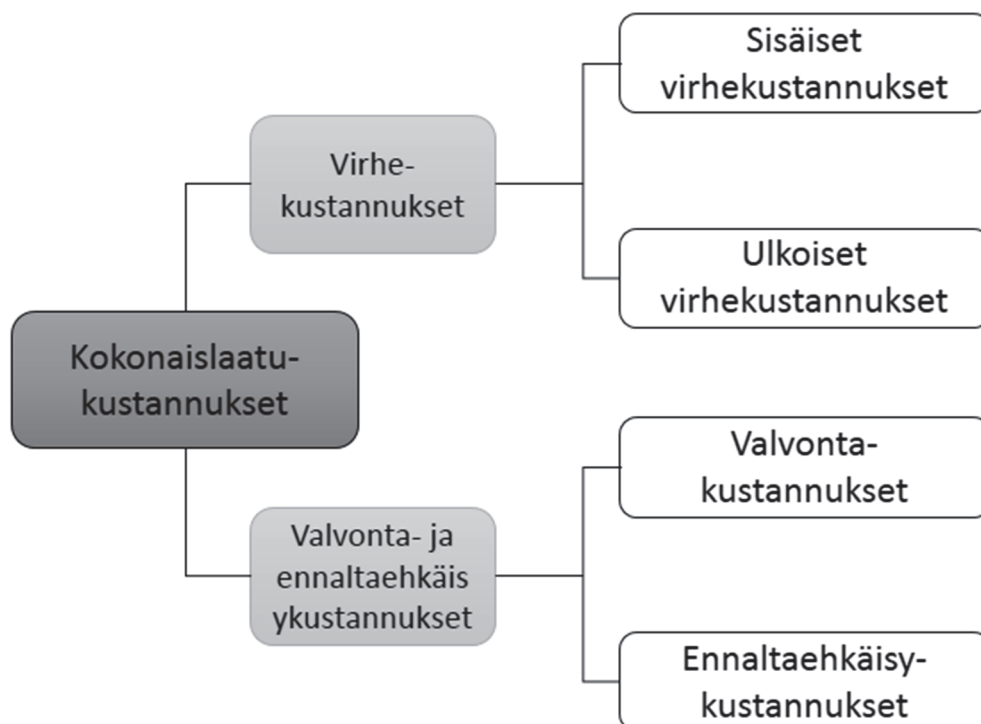 Sisäiset
virhekustannukset
Virhe-
kustannukset
Ulkoiset
virhekustannukset
Kokonaislaatu-
kustannukset
Valvonta-
kustannukset
Valvonta- ja
ennaltaehkäis
ykustannukset
Ennaltaehkäisy-
kustannukset